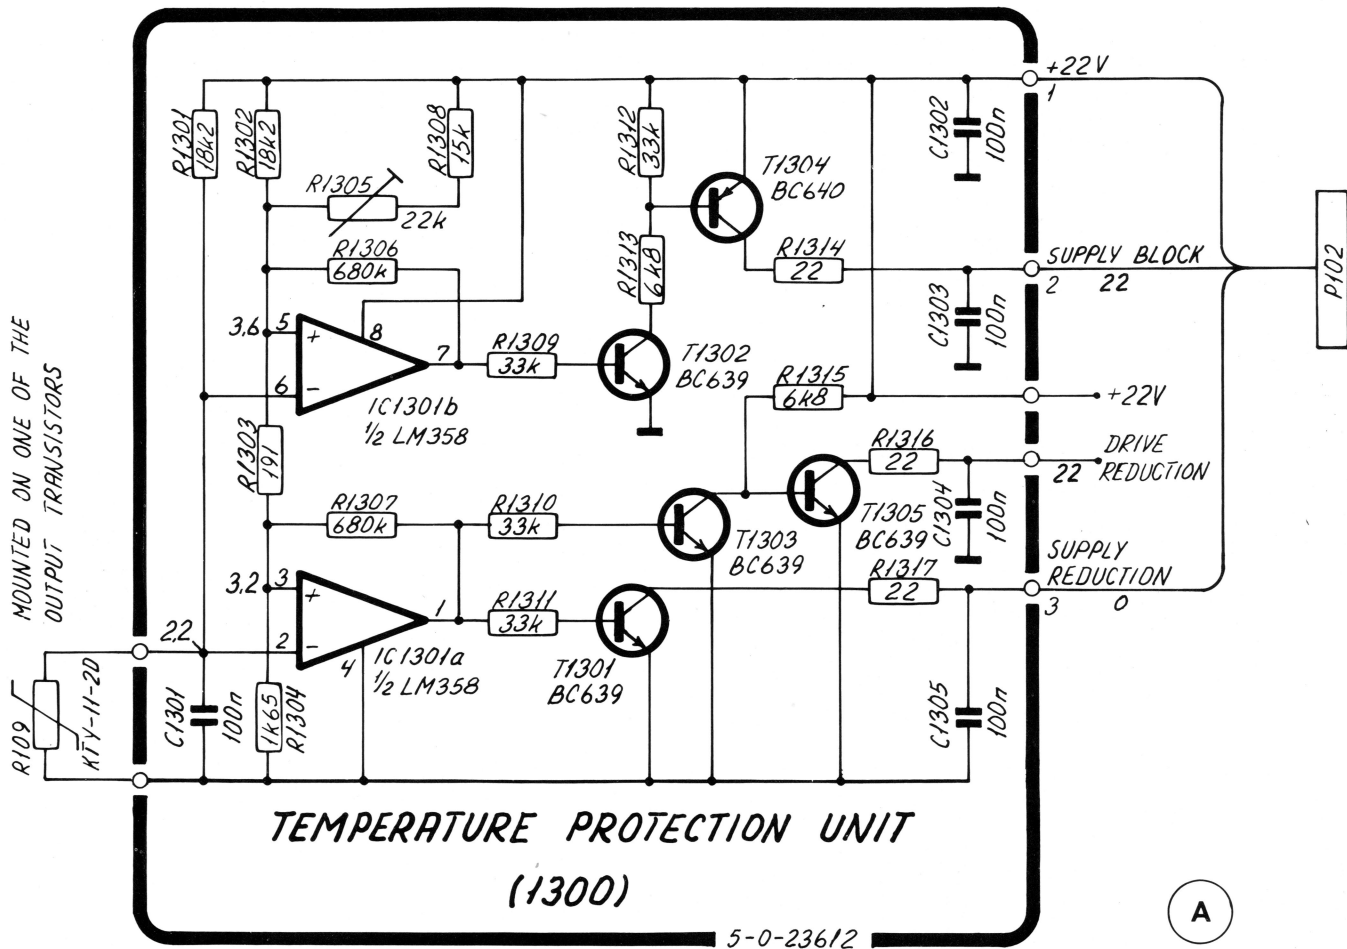 +22V
1
R1301
18k2
R1302
18k2
R1308
15k
R1305
22k
R1306
680k
R1312
33k
R1313
6k8
T1304
BC640
R1314
22
C1302
100n
SUPPLY BLOCK
2 22
C1303
100n
P102
3,6 5
+
8
7
6
-
IC1301b
1/2 LM358
R1309
33k
T1302
BC639
R1315
6k8
+22V
R1303
191
R1307
680k
R1310
33k
T1303
BC639
T1305
BC639
R1316
22
22 DRIVE
REDUCTION
C1304
100n
3,2 3
+
1
2
-
4
IC1301a
1/2 LM358
R1311
33k
T1301
BC639
R1317
22
SUPPLY
REDUCTION
3 0
C1305
100n
MOUNTED ON ONE OF THE
OUTPUT TRANSISTORS
2,2
R109
KTY-11-2D
C1301
100n
1k65
R1304
TEMPERATURE PROTECTION UNIT
(1300)
5-0-23612
A